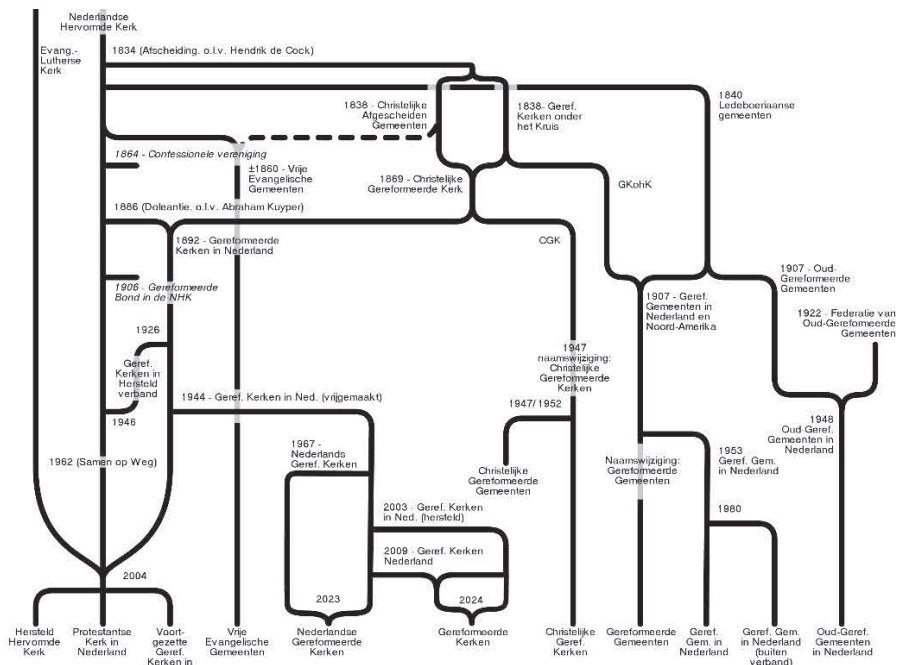 Nederlandse
Hervormde Kerk
Evang.-
Lutherse
Kerk
1834 (Afscheiding. o.l.v. Hendrik de Cock)
1838 - Christelijke
Afgescheiden
Gemeenten
1838- Geref.
Kerken onder
het Kruis
1840
Ledeboeriaanse
gemeenten
1864 - Confessionele vereniging
±1860 - Vrije
Evangelische
Gemeenten
1869 - Christelijke
Gereformeerde Kerk
GKohK
1886 (Doleantie. o.l.v. Abraham Kuyper)
1892 - Gereformeerde
Kerken in Nederland
CGK
1906 - Gereformeerde
Bond in de NHK
1907 - Geref.
Gemeenten in
Nederland en
Noord-Amerika
1907 - Oud-
Gereformeerde
Gemeenten
1922 - Federatie van
Oud-Gereformeerde
Gemeenten
1926
Geref.
Kerken in
Hersteld
verband
1946
1947
naamswijziging:
Christelijke
Gereformeerde
Kerken
1944 - Geref. Kerken in Ned. (vrijgemaakt)
1947/1952
1948
Oud-Geref.
Gemeenten in
Nederland
1962 (Samen op Weg)
1967 -
Nederlands
Geref. Kerken
Christelijke
Gereformeerde
Gemeenten
Naamswijziging:
Gereformeerde
Gemeenten
1953
Geref. Gem.
in Nederland
2003 - Geref. Kerken
in Ned. (hersteld)
1980
2009 - Geref. Kerken
Nederland
2004
2023
2024
Hersteld
Hervormde
Kerk
Protestantse
Kerk in
Nederland
Voort-
gezette
Geref.
Kerken in
Vrije
Evangelische
Gemeenten
Nederlandse
Gereformeerde
Kerken
Gereformeerde
Kerken
Christelijke
Geref.
Kerken
Gereformeerde
Gemeenten
Geref.
Gem. in
Nederland
Geref. Gem.
in Nederland
(buiten
verband)
Oud-Geref.
Gemeenten
in Nederland